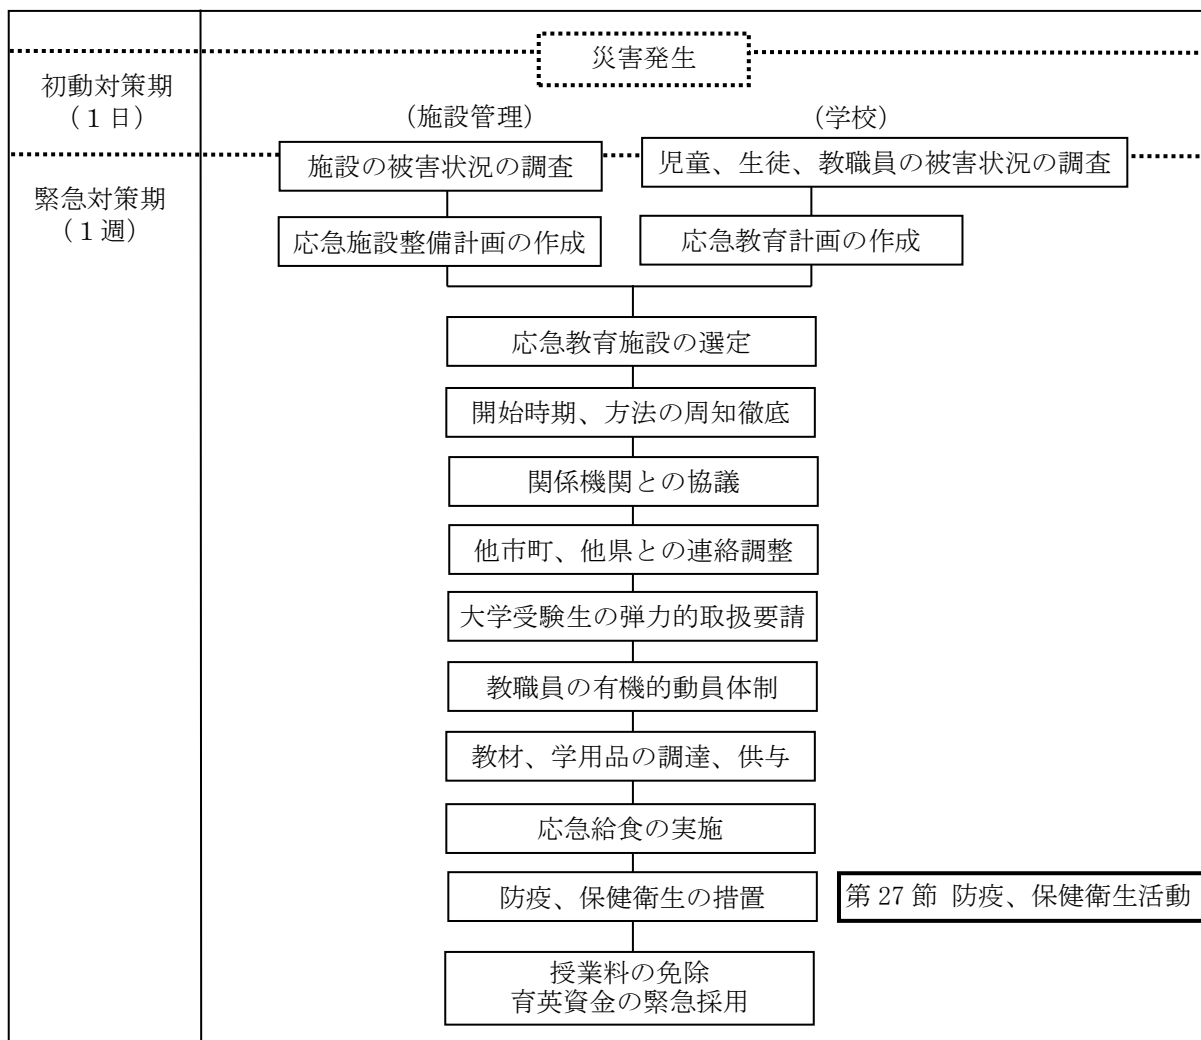 災害発生
初動対策期
(1日)
(施設管理)
(学校)
施設の被害状況の調査
児童、生徒、教職員の被害状況の調査
緊急対策期
(1週)
応急施設整備計画の作成
応急教育計画の作成
応急教育施設の選定
開始時期、方法の周知徹底
関係機関との協議
他市町、他県との連絡調整
大学受験生の弾力的取扱要請
教職員の有機的動員体制
教材、学用品の調達、供与
応急給食の実施
防疫、保健衛生の措置
第27節 防疫、保健衛生活動
授業料の免除
育英資金の緊急採用